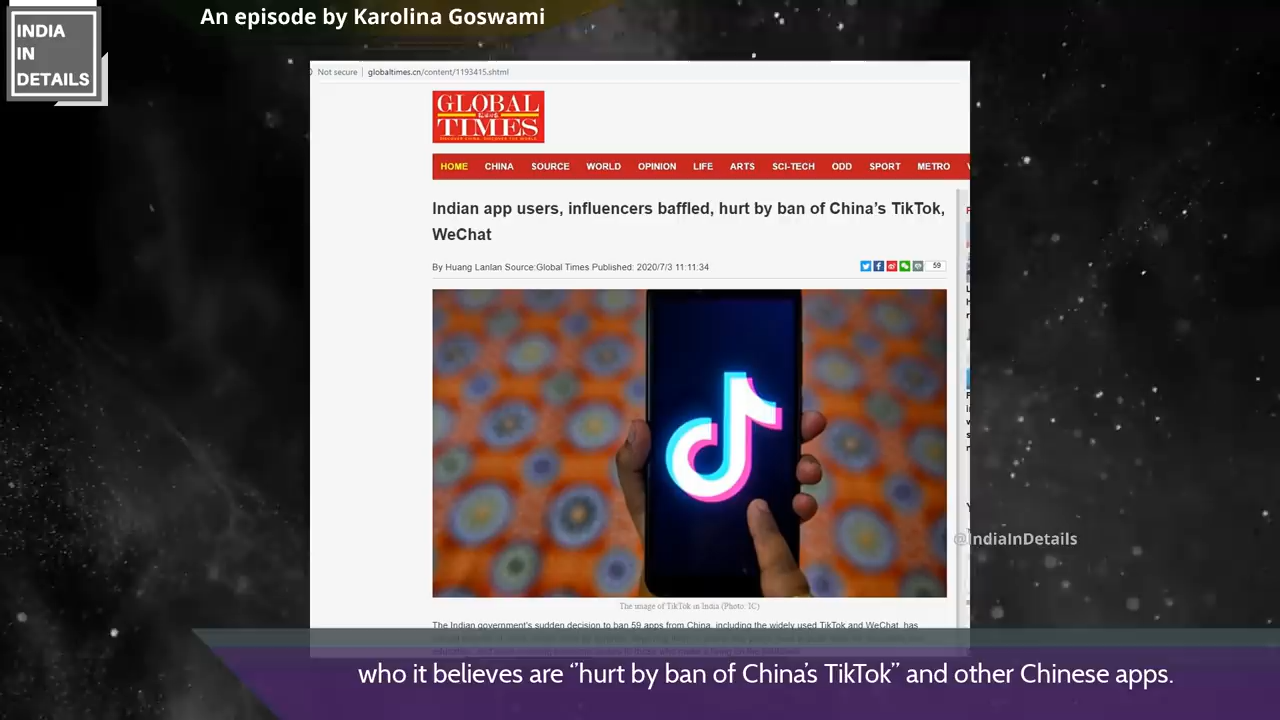 An episode by Karolina Goswami
INDIA
IN
DETAILS
Not secure | globaltimes.cn/content/1193415.shtml
GLOBAL
TIMES
HOME CHINA SOURCE WORLD OPINION LIFE ARTS SCI-TECH ODD SPORT METRO
Indian app users, influencers baffled, hurt by ban of China’s TikTok,
WeChat
By Huang Lanlan Source:Global Times Published: 2020/7/3 11:11:34
59
@IndiaInDetails
The image of TikTok in India (Photo: IC)
The Indian government's sudden decision to ban 59 apps from China, including the widely used TikTok and WeChat, has
who it believes are “hurt by ban of China’s TikTok” and other Chinese apps.